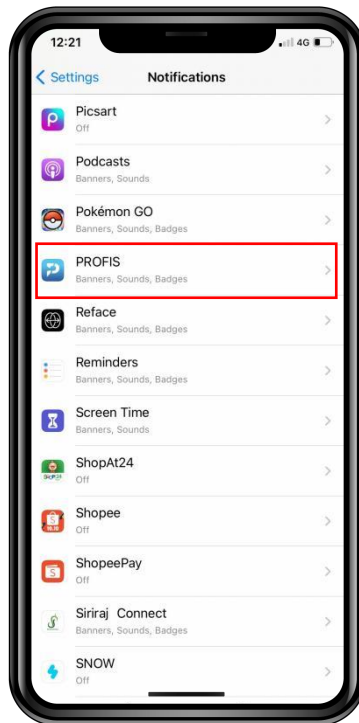 12:21
4G
Settings
Notifications
Picsart
Off
Podcasts
Banners, Sounds
Pokémon GO
Banners, Sounds, Badges
PROFIS
Banners, Sounds, Badges
Reface
Banners, Sounds, Badges
Reminders
Banners, Sounds, Badges
Screen Time
Banners, Sounds
ShopAt24
Off
Shopee
Off
ShopeePay
Off
Siriraj Connect
Banners, Sounds, Badges
SNOW
Off